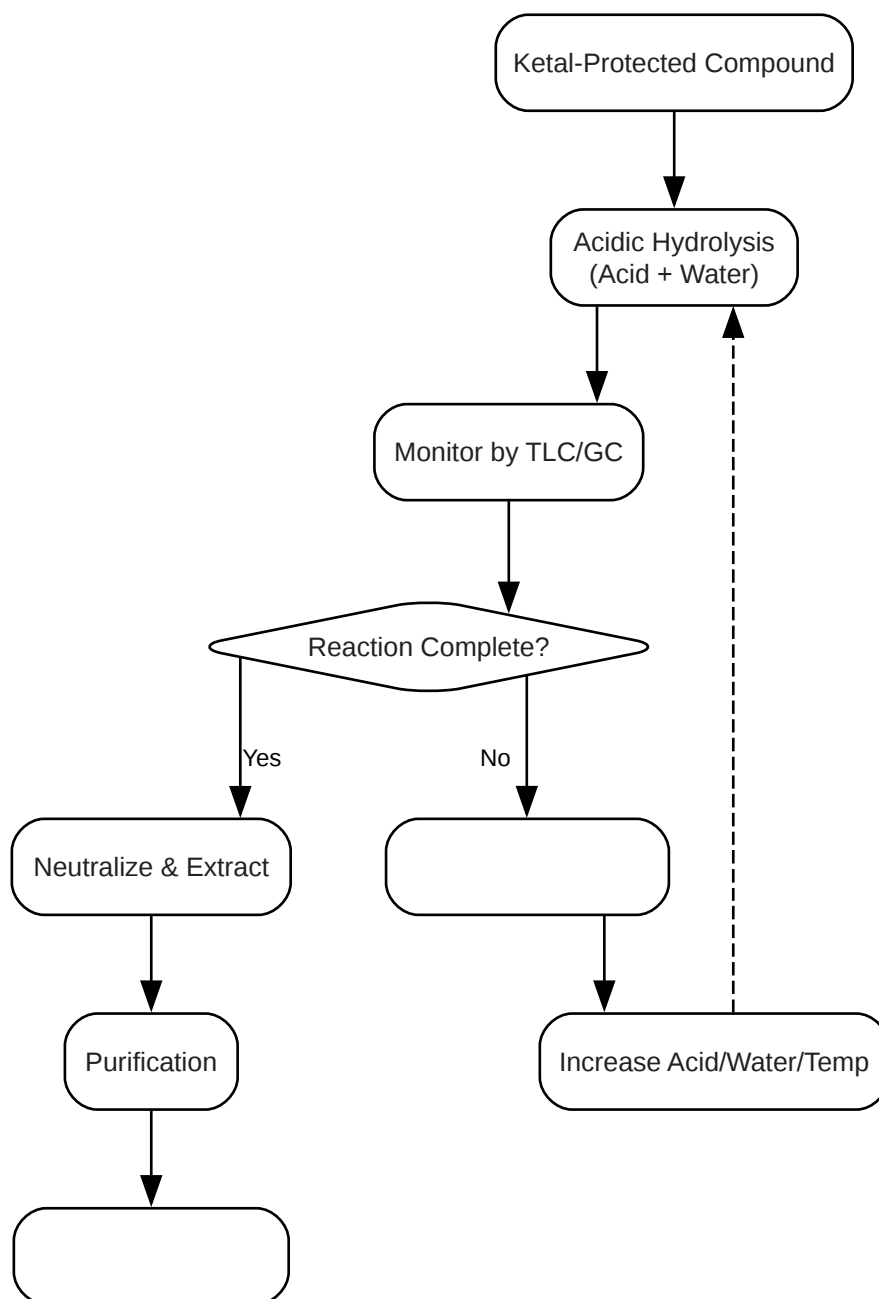 Ketal-Protected Compound
Acidic Hydrolysis
(Acid + Water)
Monitor by TLC/GC
Reaction Complete?
Yes
No
Neutralize & Extract
Purification
Increase Acid/Water/Temp